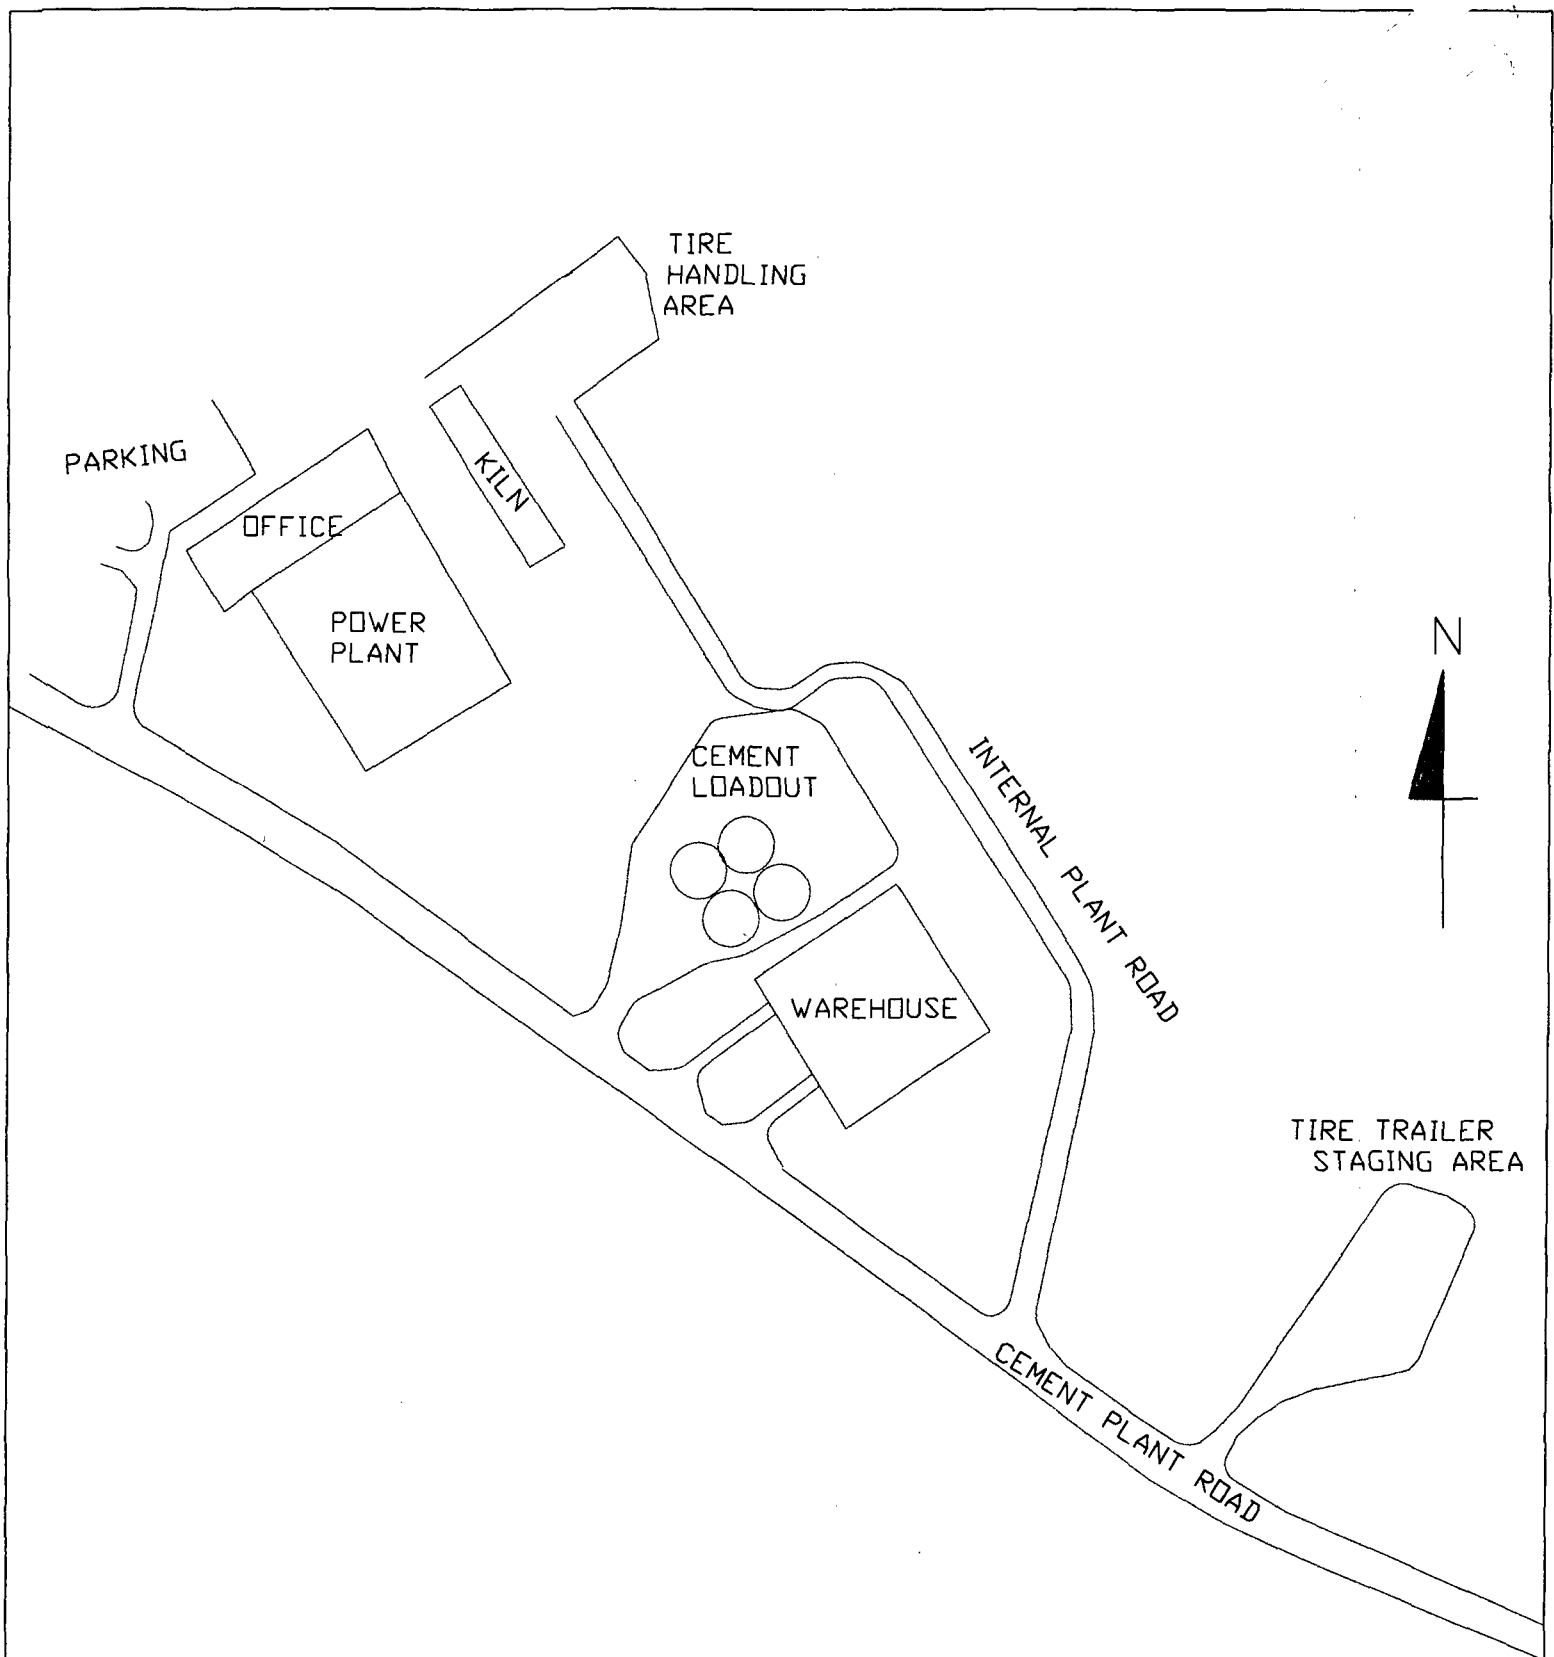 TIRE
HANDLING
AREA
PARKING
KILN
OFFICE
POWER
PLANT
N
CEMENT
LOADOUT
INTERNAL PLANT ROAD
WAREHOUSE
TIRE TRAILER
STAGING AREA
CEMENT PLANT ROAD